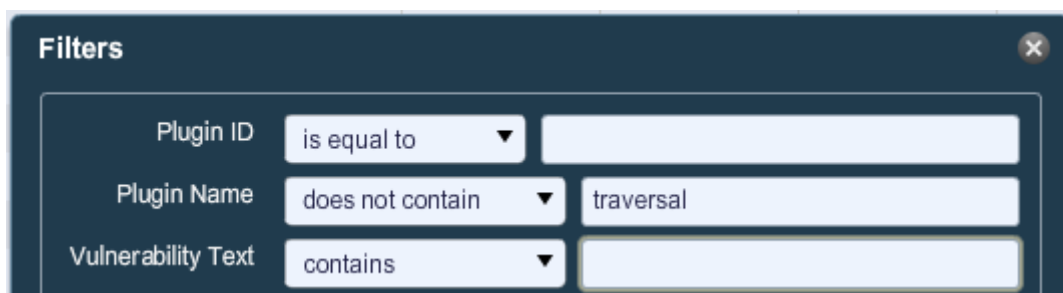 Filters
Plugin ID is equal to
Plugin Name does not contain traversal
Vulnerability Text contains